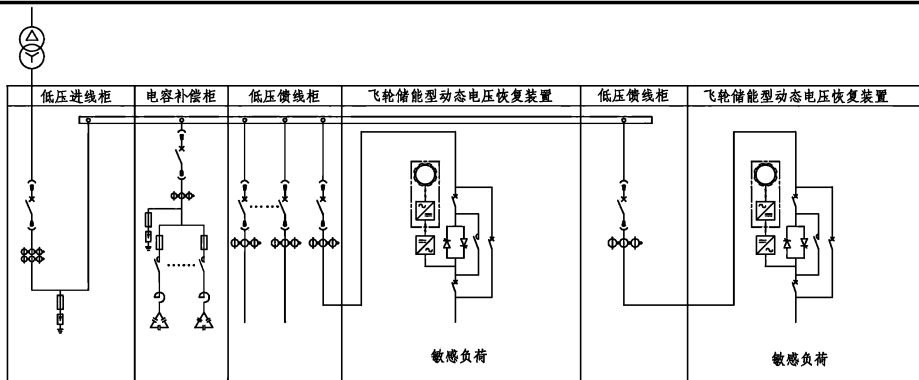 低压进线柜
电容补偿柜
低压馈线柜
飞轮储能型动态电压恢复装置
低压馈线柜
飞轮储能型动态电压恢复装置
敏感负荷
敏感负荷